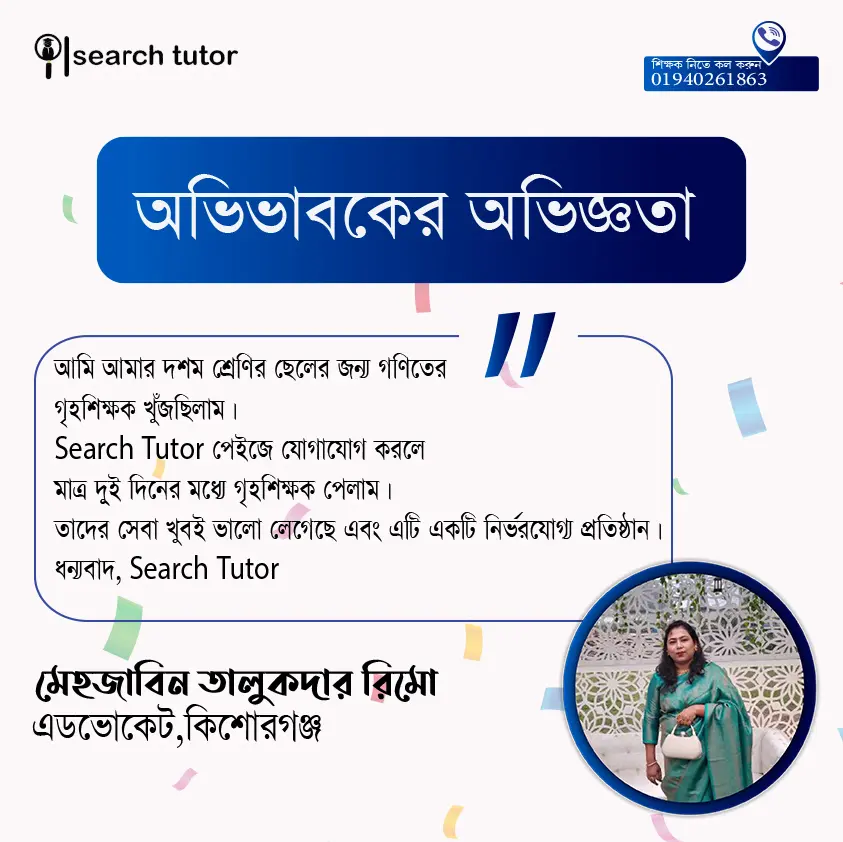 search tutor
শিক্ষক নিতে কল করুন
01940261863
অভিভাবকের অভিজ্ঞতা
আমি আমার দশম শ্রেণির ছেলের জন্য গণিতের
গৃহশিক্ষক খুঁজছিলাম।
Search Tutor পেইজে যোগাযোগ করলে
মাত্র দুই দিনের মধ্যে গৃহশিক্ষক পেলাম।
তাদের সেবা খুবই ভালো লেগেছে এবং এটি একটি নির্ভরযোগ্য প্রতিষ্ঠান।
ধন্যবাদ, Search Tutor
মেহজাবিন তালুকদার রিমো
এডভোকেট,কিশোরগঞ্জ